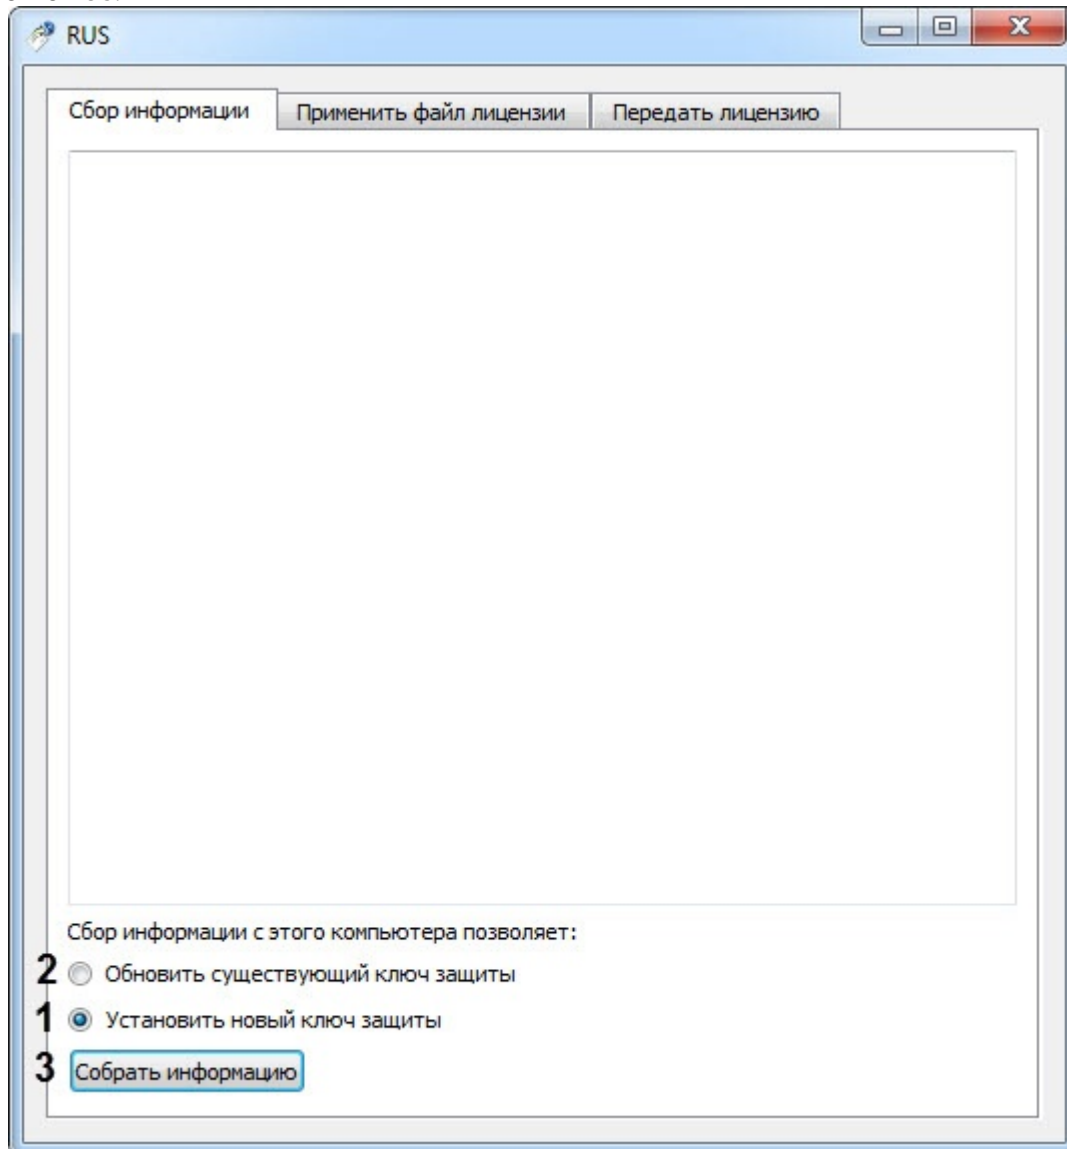 RUS
Сбор информации Применить файл лицензии Передать лицензию
Сбор информации с этого компьютера позволяет:
2 Обновить существующий ключ защиты
1 Установить новый ключ защиты
3 Собрать информацию